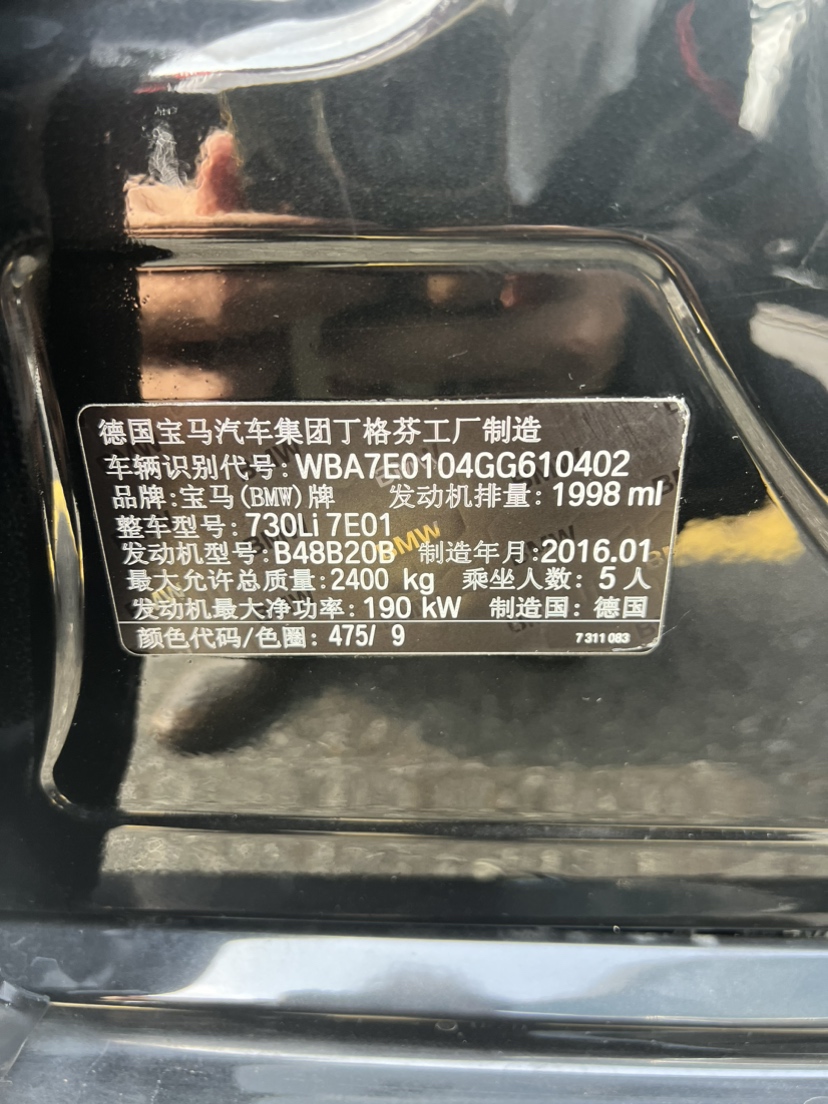 德国宝马汽车集团丁格芬工厂制造
车辆识别代号:WBA7E0104GG610402
品牌:宝马(BMW)牌 发动机排量:1998 ml
整车型号:730Li 7E01
发动机型号:B48B20B 制造年月:2016.01
最大允许总质量:2400 kg 乘坐人数:5人
发动机最大净功率:190 kW 制造国:德国
颜色代码/色圈: 475/ 9 7 311 083